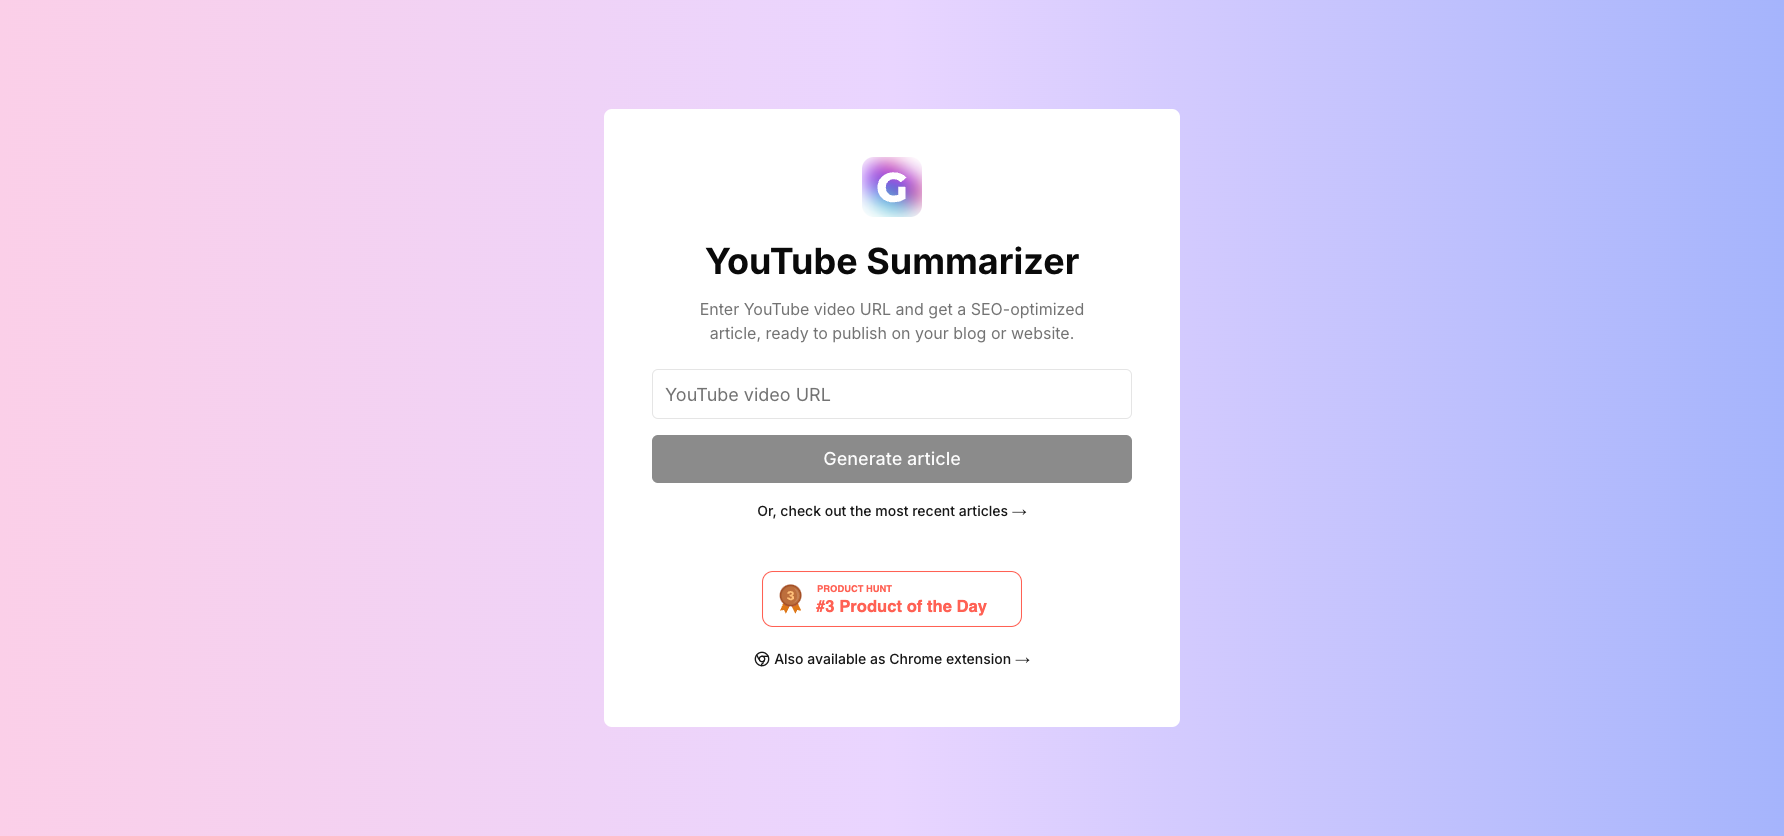 G
YouTube Summarizer
Enter YouTube video URL and get a SEO-optimized
article, ready to publish on your blog or website.
YouTube video URL
Generate article
Or, check out the most recent articles →
3
PRODUCT HUNT
#3 Product of the Day
Also available as Chrome extension →